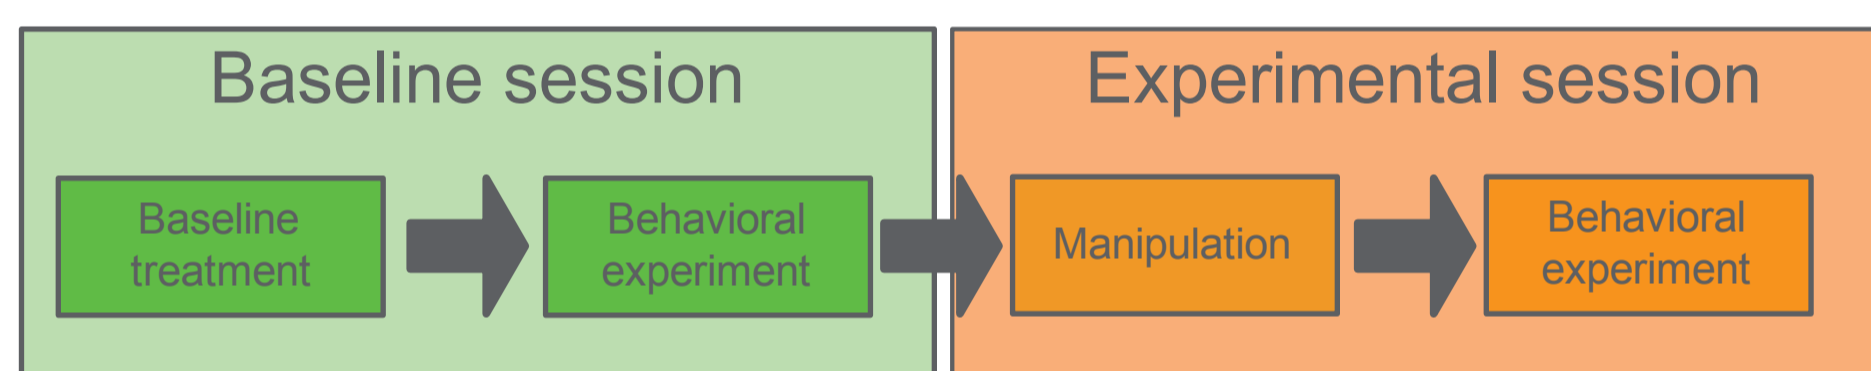 Baseline session
Baseline
treatment
Behavioral
experiment
Experimental session
Manipulation
Behavioral
experiment